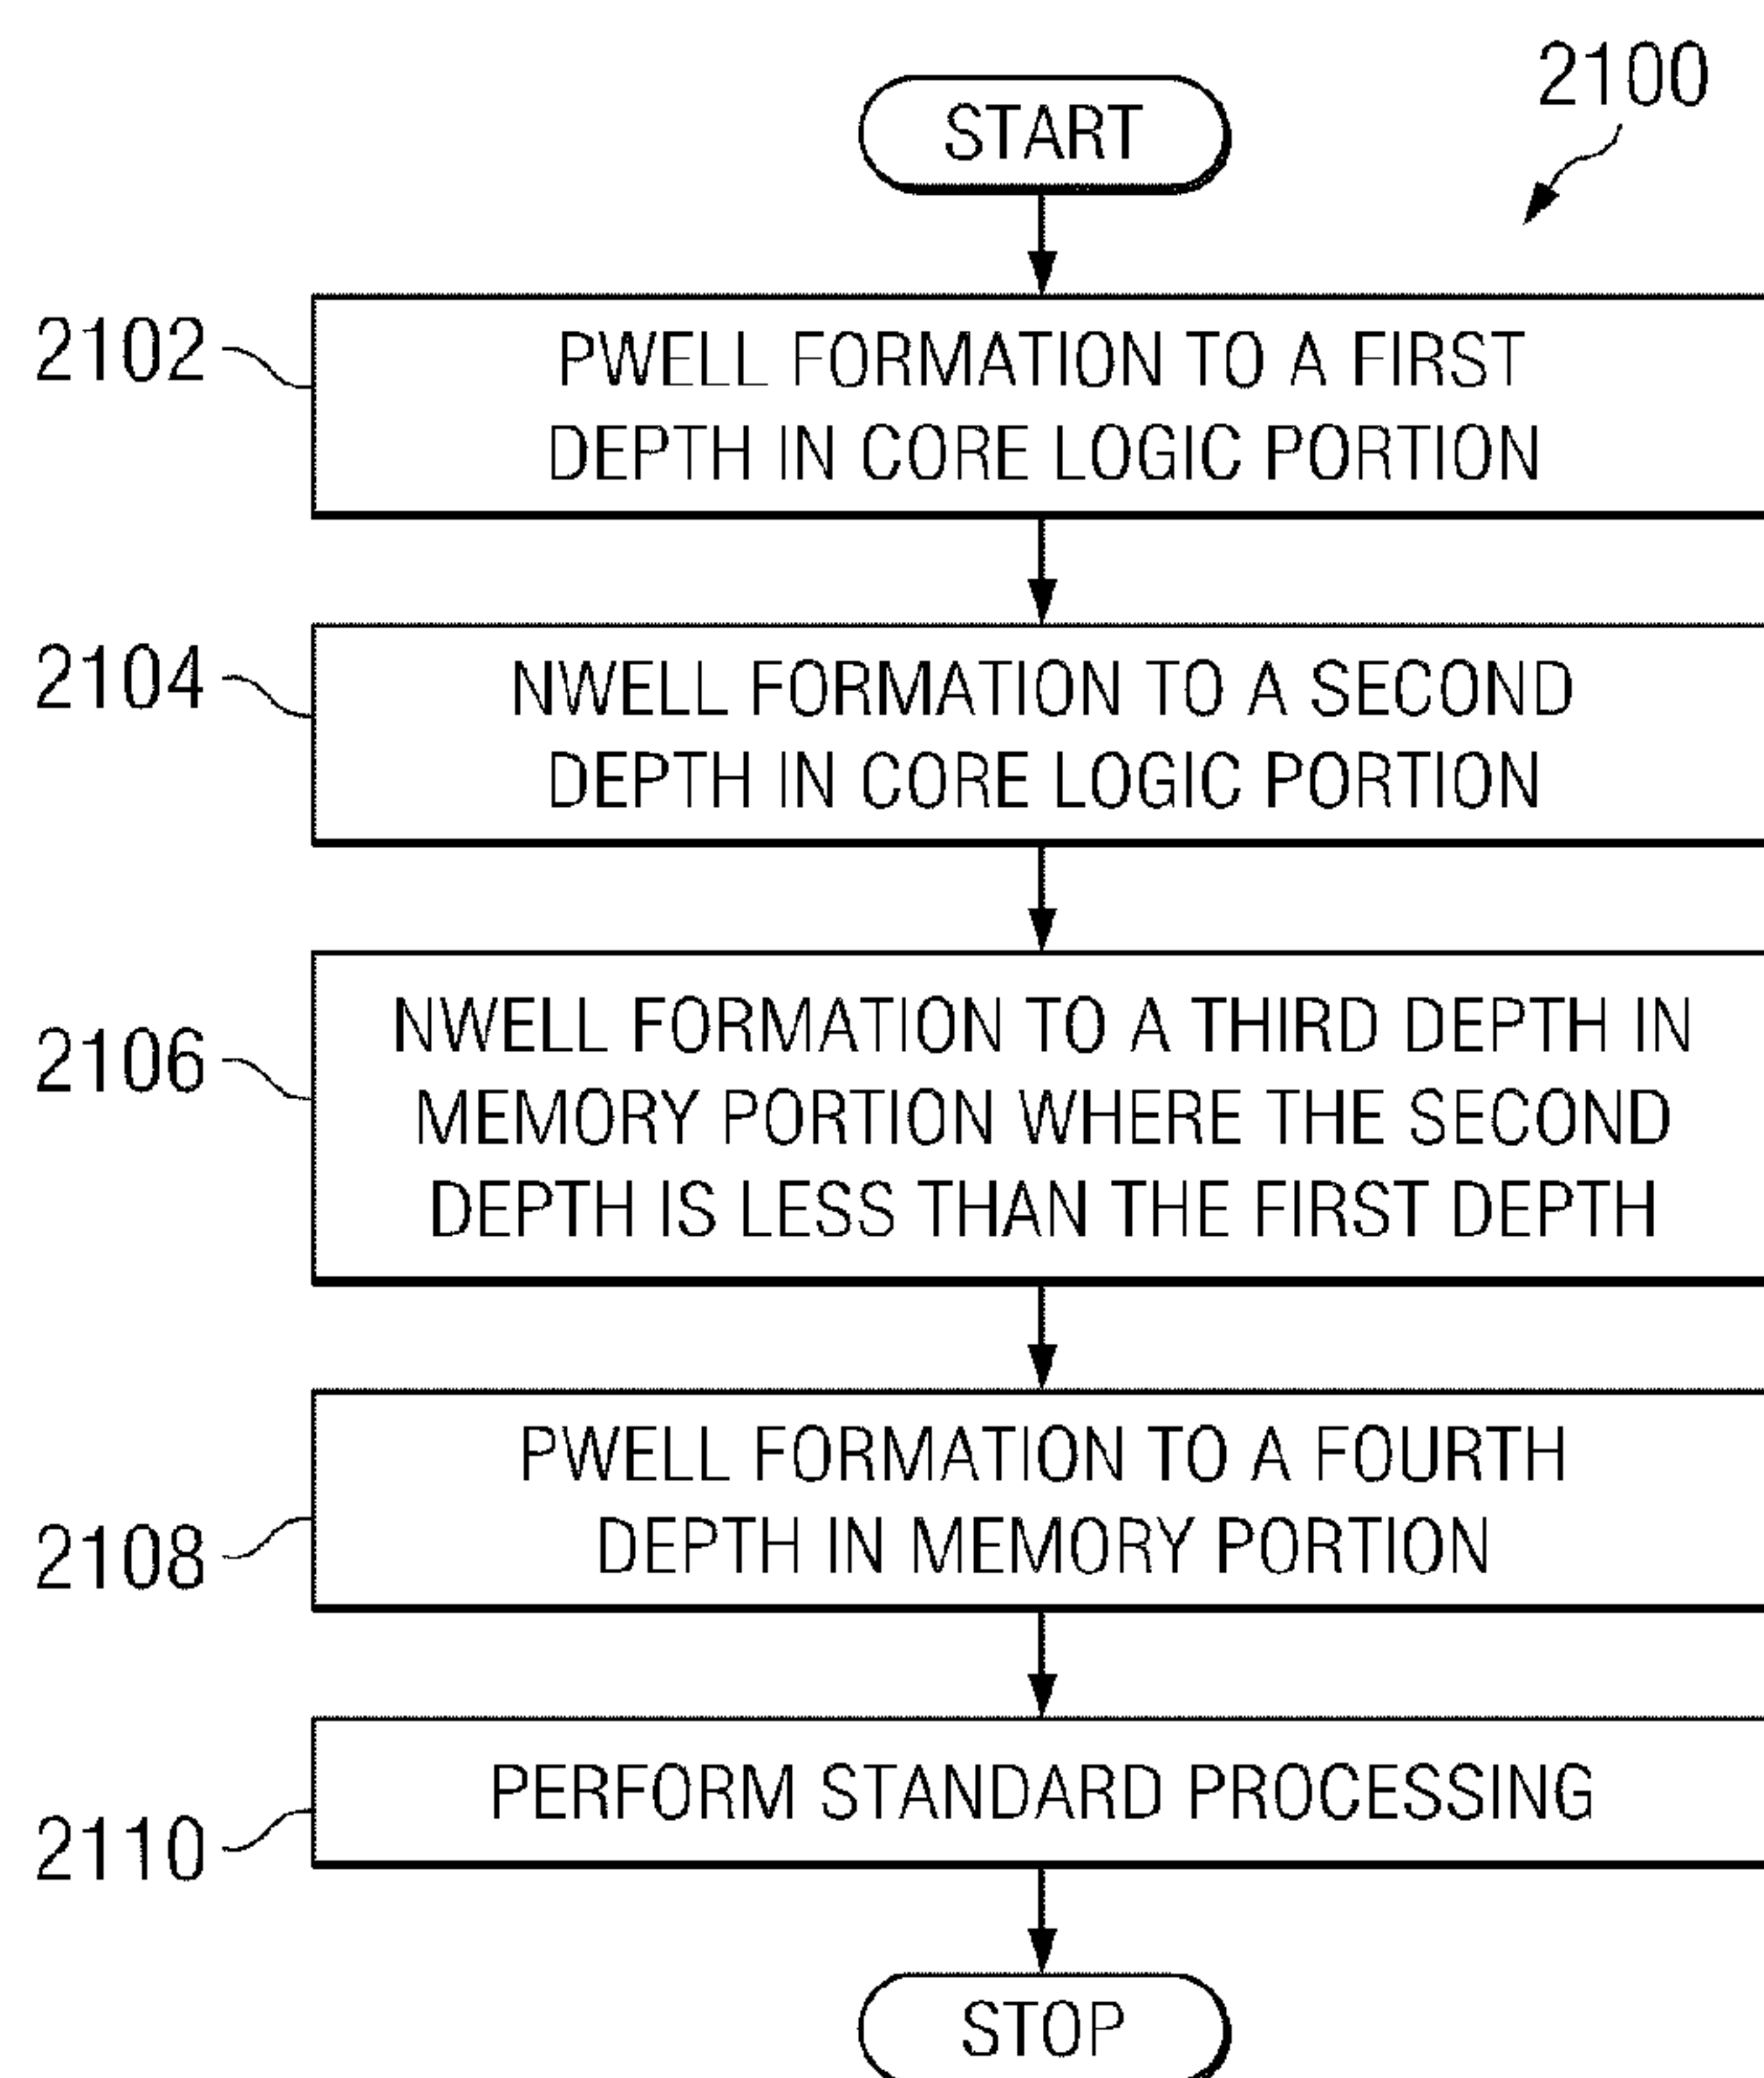 2100
START
2102
PWELL FORMATION TO A FIRST
DEPTH IN CORE LOGIC PORTION
2104
NWELL FORMATION TO A SECOND
DEPTH IN CORE LOGIC PORTION
2106
NWELL FORMATION TO A THIRD DEPTH IN
MEMORY PORTION WHERE THE SECOND
DEPTH IS LESS THAN THE FIRST DEPTH
2108
PWELL FORMATION TO A FOURTH
DEPTH IN MEMORY PORTION
2110
PERFORM STANDARD PROCESSING
STOP